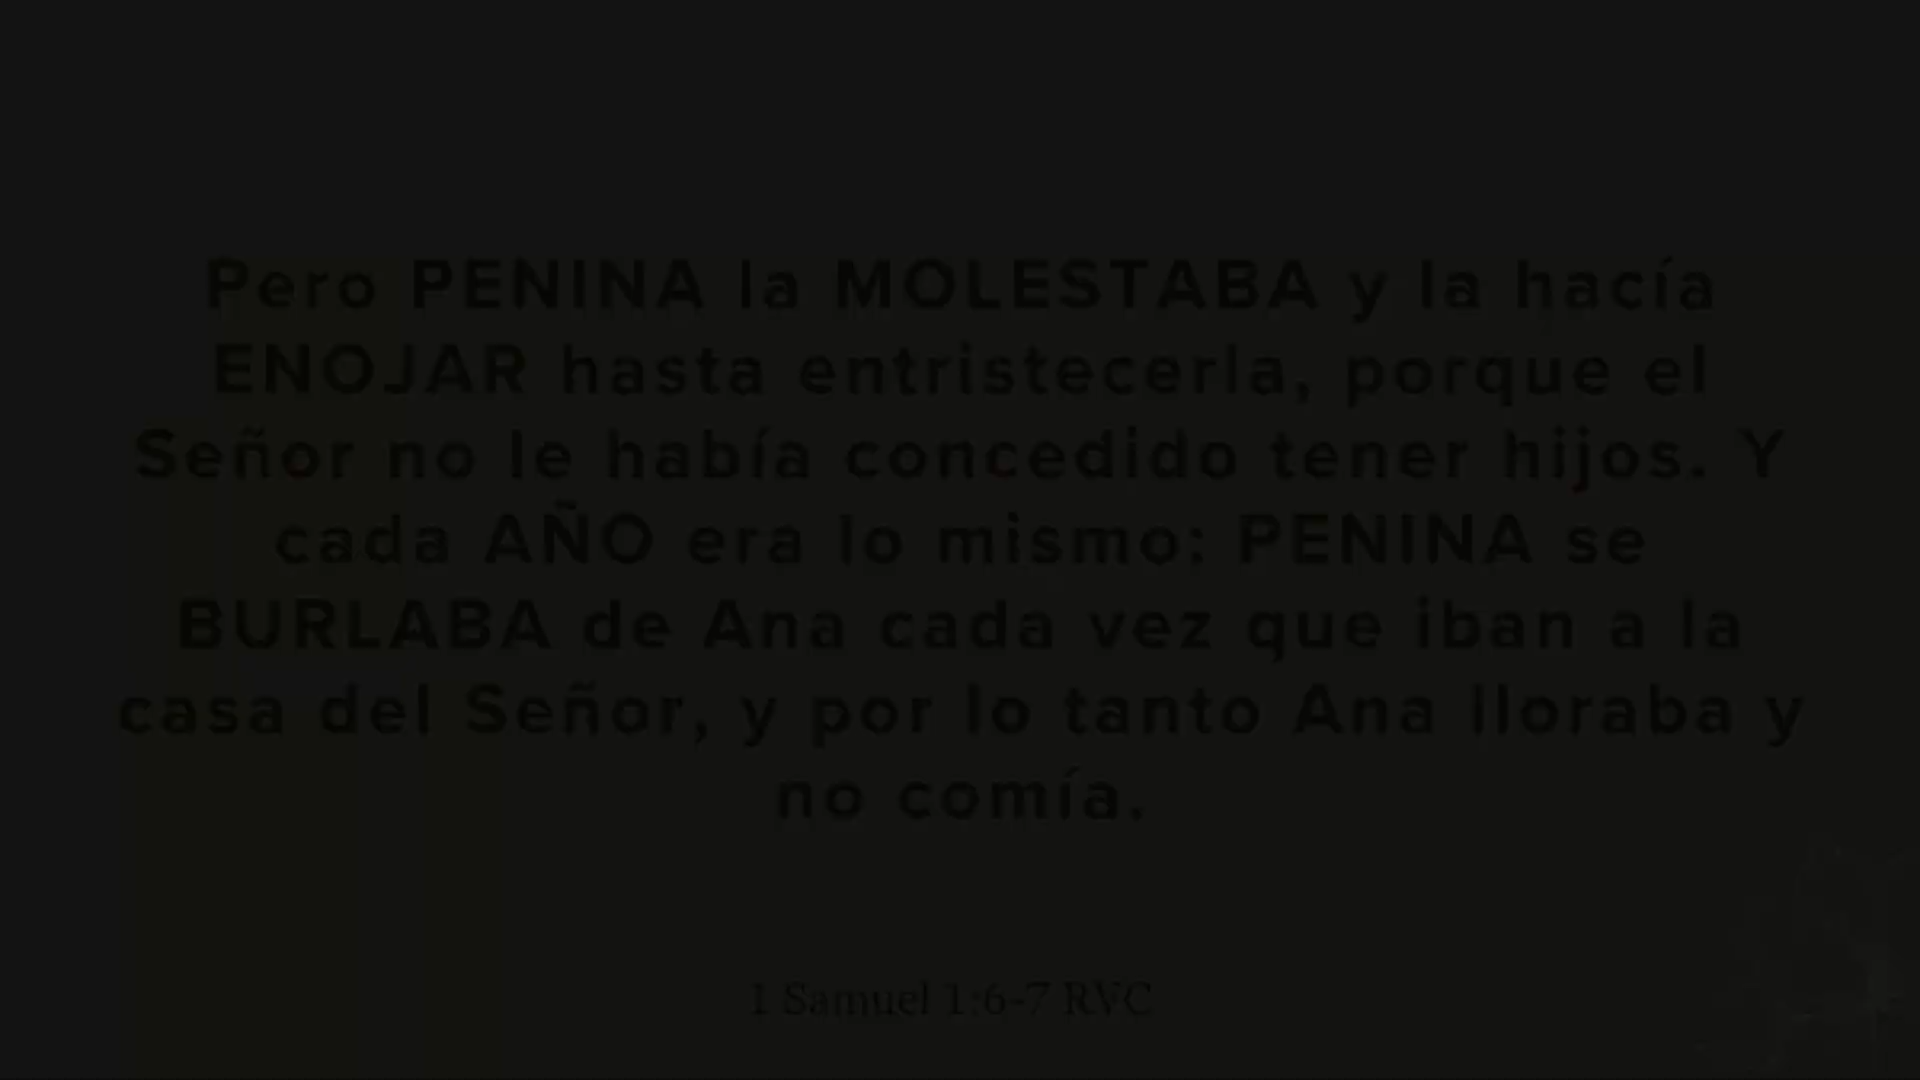 Pero PENINA la MOLESTABA y la hacía
ENOJAR hasta entristecerla, porque el
Señor no le había concedido tener hijos. Y
cada AÑO era lo mismo: PENINA se
BURLABA de Ana cada vez que iban a la
casa del Señor, y por lo tanto Ana lloraba y
no comía.
1 Samuel 1:6-7 RVC